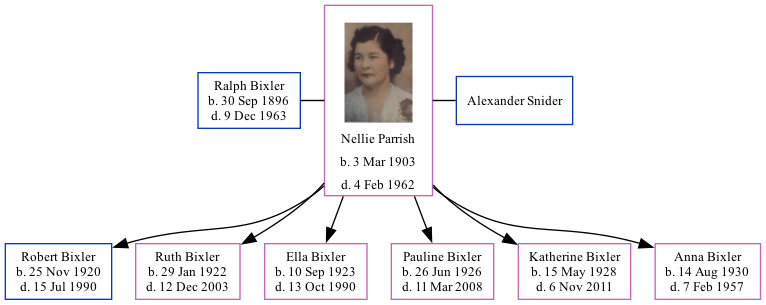 Ralph Bixler
b. 30 Sep 1896
d. 9 Dec 1963
Nellie Parrish
b. 3 Mar 1903
d. 4 Feb 1962
Alexander Snider
Robert Bixler
b. 25 Nov 1920
d. 15 Jul 1990
Ruth Bixler
b. 29 Jan 1922
d. 12 Dec 2003
Ella Bixler
b. 10 Sep 1923
d. 13 Oct 1990
Pauline Bixler
b. 26 Jun 1926
d. 11 Mar 2008
Katherine Bixler
b. 15 May 1928
d. 6 Nov 2011
Anna Bixler
b. 14 Aug 1930
d. 7 Feb 1957